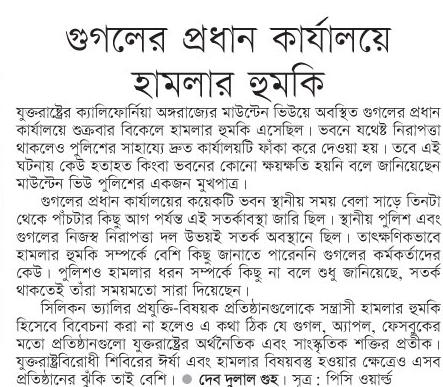 গুগলের প্রধান কার্যালয়ে
হামলার হুমকি
যুক্তরাষ্ট্রের ক্যালিফোর্নিয়া অঙ্গরাজ্যের মাউন্টেন ভিউয়ে অবস্থিত গুগলের প্রধান
কার্যালয়ে শুক্রবার বিকেলে হামলার হুমকি এসেছিল। ভবনে যথেষ্ট নিরাপত্তা
থাকলেও পুলিশের সাহায্যে দ্রুত কার্যালয়টি ফাঁকা করে দেওয়া হয়। তবে এই
ঘটনায় কেউ হতাহত কিংবা ভবনের কোনো ক্ষয়ক্ষতি হয়নি বলে জানিয়েছেন
মাউন্টেন ভিউ পুলিশের একজন মুখপাত্র।
গুগলের প্রধান কার্যালয়ের কয়েকটি ভবন স্থানীয় সময় বেলা সাড়ে তিনটা
থেকে পাঁচটার কিছু আগ পর্যন্ত এই সতর্কাবস্থা জারি ছিল। স্থানীয় পুলিশ এবং
গুগলের নিজস্ব নিরাপত্তা দল উভয়ই সতর্ক অবস্থানে ছিল। তাৎক্ষণিকভাবে
হামলার হুমকি সম্পর্কে বেশি কিছু জানাতে পারেননি গুগলের কর্মকর্তাদের
কেউ। পুলিশও হামলার ধরন সম্পর্কে কিছু না বলে শুধু জানিয়েছে, সতর্ক
থাকতেই তাঁরা সময়মতো সারা দিয়েছেন।
সিলিকন ভ্যালির প্রযুক্তি-বিষয়ক প্রতিষ্ঠানগুলোকে সন্ত্রাসী হামলার হুমকি
হিসেবে বিবেচনা করা না হলেও এ কথা ঠিক যে গুগল, অ্যাপল, ফেসবুকের
মতো প্রতিষ্ঠানগুলো যুক্তরাষ্ট্রের অর্থনৈতিক এবং সাংস্কৃতিক শক্তির প্রতীক।
যুক্তরাষ্ট্রবিরোধী শিবিরের ঈর্ষা এবং হামলার বিষয়বস্তু হওয়ার ক্ষেত্রেও এসব
প্রতিষ্ঠানের ঝুঁকি তাই বেশি। ● দেব দুলাল গুহ। সূত্র : পিসি ওয়ার্ল্ড